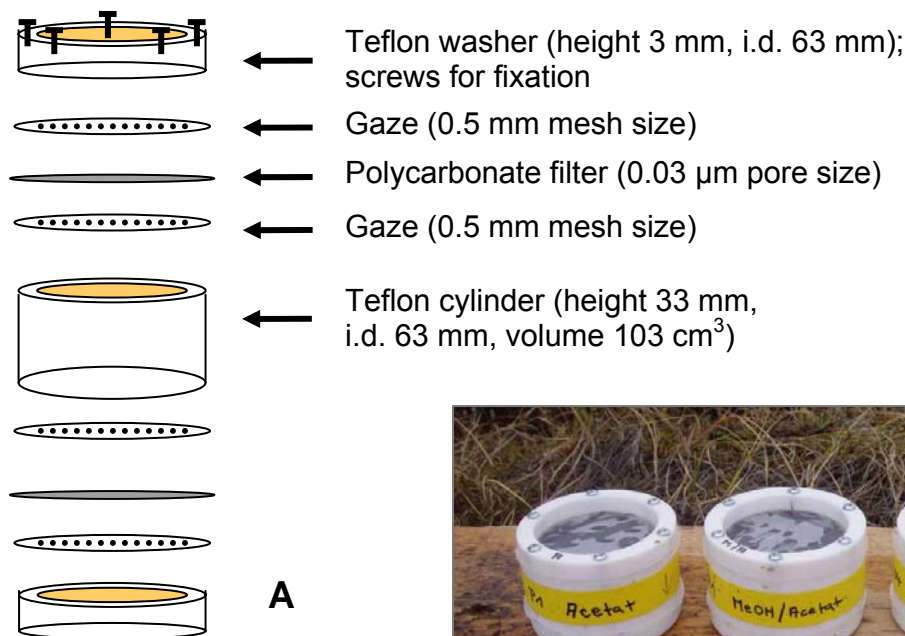 Teflon washer (height 3 mm, i.d. 63 mm);
screws for fixation
Gaze (0.5 mm mesh size)
Polycarbonate filter (0.03 µm pore size)
Gaze (0.5 mm mesh size)
Teflon cylinder (height 33 mm,
i.d. 63 mm, volume 103 cm³)
A
Acetat
MeOH/Acetat